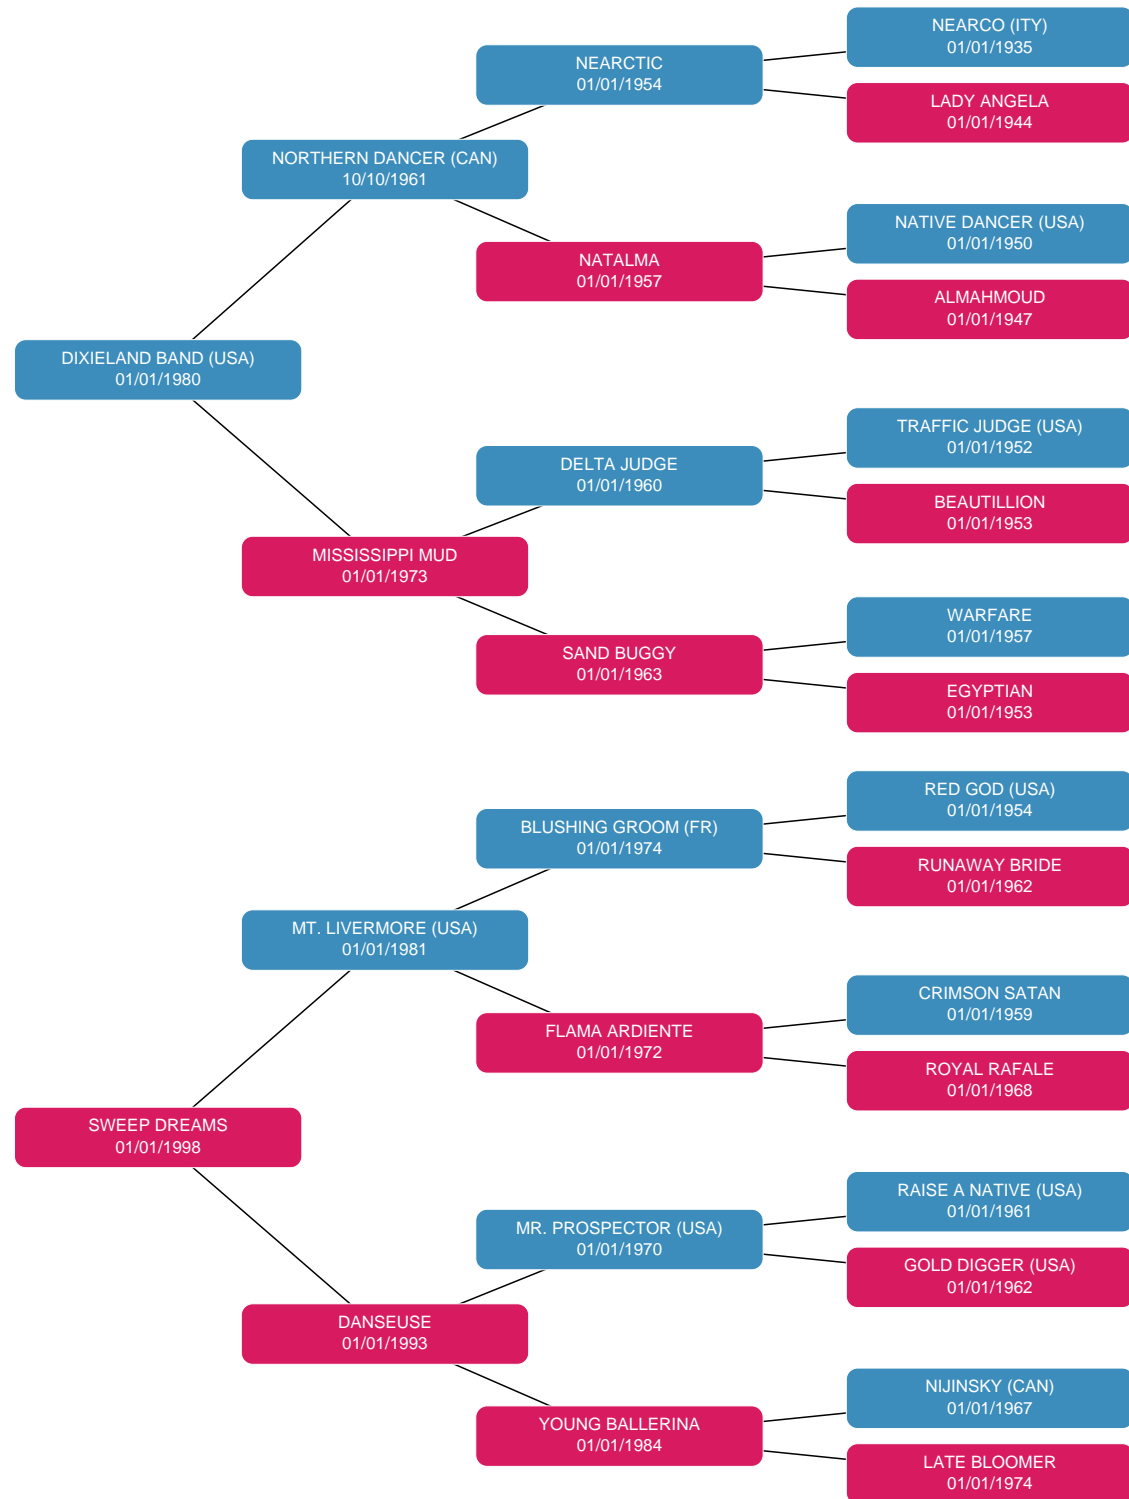 NEARCO (ITY)
01/01/1935
NEARCTIC
01/01/1954
LADY ANGELA
01/01/1944
NORTHERN DANCER (CAN)
10/10/1961
NATIVE DANCER (USA)
01/01/1950
NATALMA
01/01/1957
ALMAHMOUD
01/01/1947
DIXIELAND BAND (USA)
01/01/1980
TRAFFIC JUDGE (USA)
01/01/1952
DELTA JUDGE
01/01/1960
BEAUTILLION
01/01/1953
MISSISSIPPI MUD
01/01/1973
WARFARE
01/01/1957
SAND BUGGY
01/01/1963
EGYPTIAN
01/01/1953
RED GOD (USA)
01/01/1954
BLUSHING GROOM (FR)
01/01/1974
RUNAWAY BRIDE
01/01/1962
MT. LIVERMORE (USA)
01/01/1981
CRIMSON SATAN
01/01/1959
FLAMA ARDIENTE
01/01/1972
ROYAL RAFALE
01/01/1968
SWEEP DREAMS
01/01/1998
RAISE A NATIVE (USA)
01/01/1961
MR. PROSPECTOR (USA)
01/01/1970
GOLD DIGGER (USA)
01/01/1962
DANSEUSE
01/01/1993
NIJINSKY (CAN)
01/01/1967
YOUNG BALLERINA
01/01/1984
LATE BLOOMER
01/01/1974